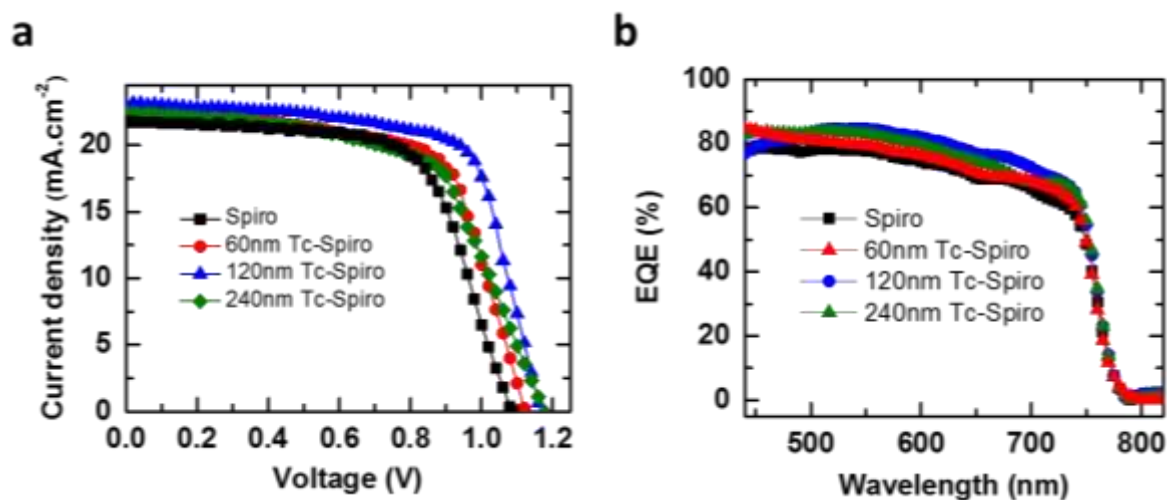 a
Current density (mA.cm-2)
20
15
10
5
0
Spiro
60nm Tc-Spiro
120nm Tc-Spiro
240nm Tc-Spiro
0.0 0.2 0.4 0.6 0.8 1.0 1.2
Voltage (V)
b
EQE (%)
100
80
60
40
20
0
Spiro
60nm Tc-Spiro
120nm Tc-Spiro
240nm Tc-Spiro
500 600 700 800
Wavelength (nm)